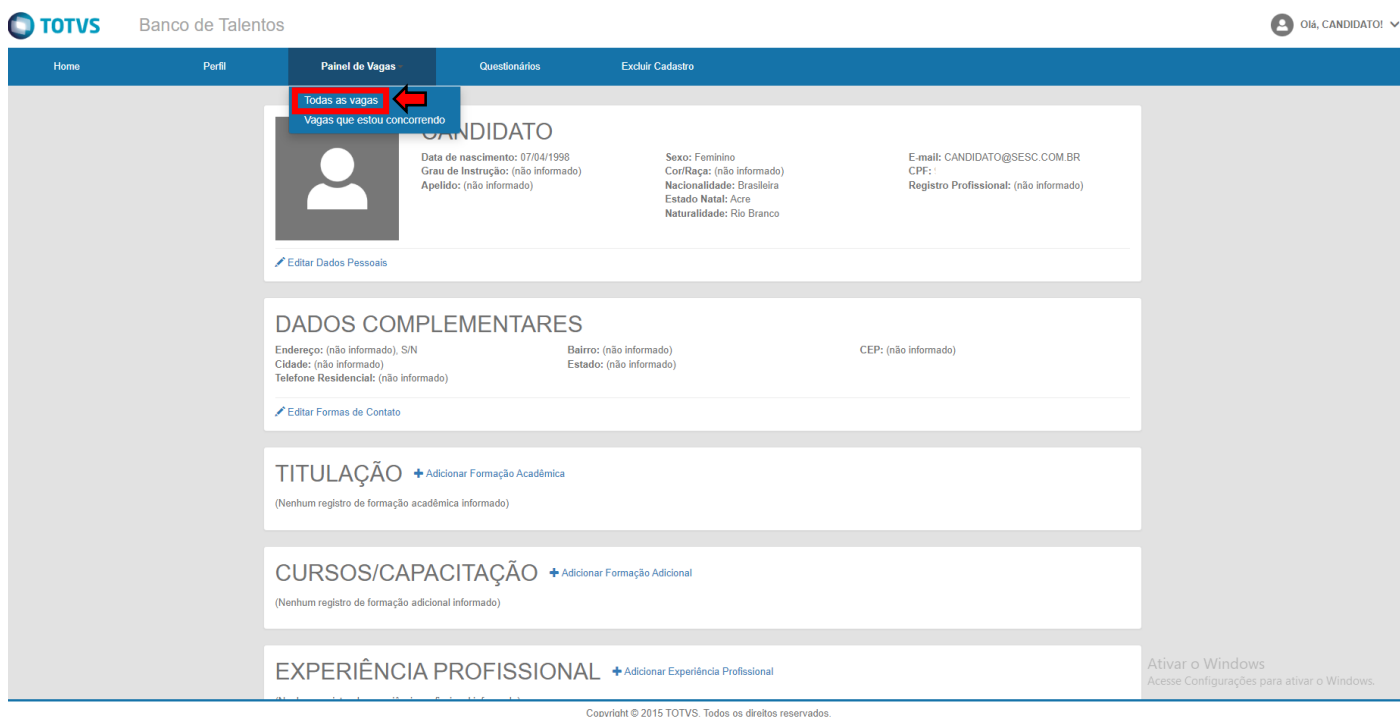 TOTVS Banco de Talentos Olá, CANDIDATO!
Home Perfil Painel de Vagas Questionários Excluir Cadastro
Todas as vagas
Vagas que estou concorrendo
CANDIDATO
Data de nascimento: 07/04/1998 Sexo: Feminino E-mail: CANDIDATO@SESC.COM.BR
Grau de Instrução: (não informado) Cor/Raça: (não informado) CPF:
Apelido: (não informado) Nacionalidade: Brasileira Registro Profissional: (não informado)
Estado Natal: Acre
Naturalidade: Rio Branco
Editar Dados Pessoais
DADOS COMPLEMENTARES
Endereço: (não informado), S/N Bairro: (não informado) CEP: (não informado)
Cidade: (não informado) Estado: (não informado)
Telefone Residencial: (não informado)
Editar Formas de Contato
TITULAÇÃO Adicionar Formação Acadêmica
(Nenhum registro de formação acadêmica informado)
CURSOS/CAPACITAÇÃO Adicionar Formação Adicional
(Nenhum registro de formação adicional informado)
EXPERIÊNCIA PROFISSIONAL Adicionar Experiência Profissional
Ativar o Windows
Acesse Configurações para ativar o Windows.
Copyright © 2015 TOTVS. Todos os direitos reservados.